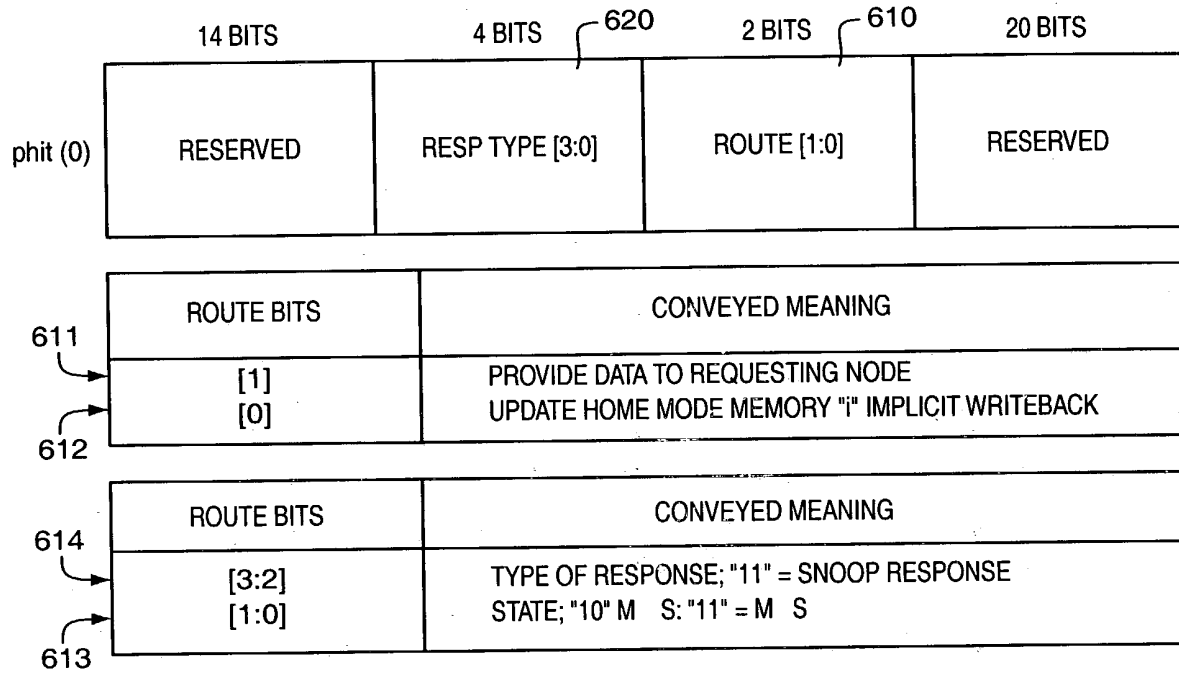 14 BITS 4 BITS 620 2 BITS 610 20 BITS
phit (0) RESERVED RESP TYPE [3:0] ROUTE [1:0] RESERVED
ROUTE BITS CONVEYED MEANING
611 [1] PROVIDE DATA TO REQUESTING NODE
612 [0] UPDATE HOME MODE MEMORY "i" IMPLICIT WRITEBACK
ROUTE BITS CONVEYED MEANING
614 [3:2] TYPE OF RESPONSE; "11" = SNOOP RESPONSE
613 [1:0] STATE; "10" M S: "11" = M S